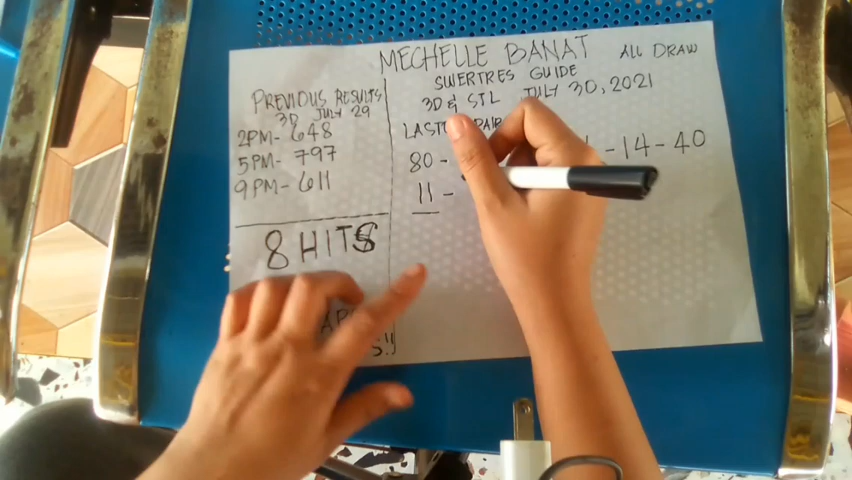 MECHELLE BANAT ALL DRAW
SWERTRES GUIDE
3D & STL JULY 30, 2021
PREVIOUS RESULTS
3D JULY 29
2PM- 648
5PM- 797
9PM- 611
8 HITS
80 -
-14-40
11 -